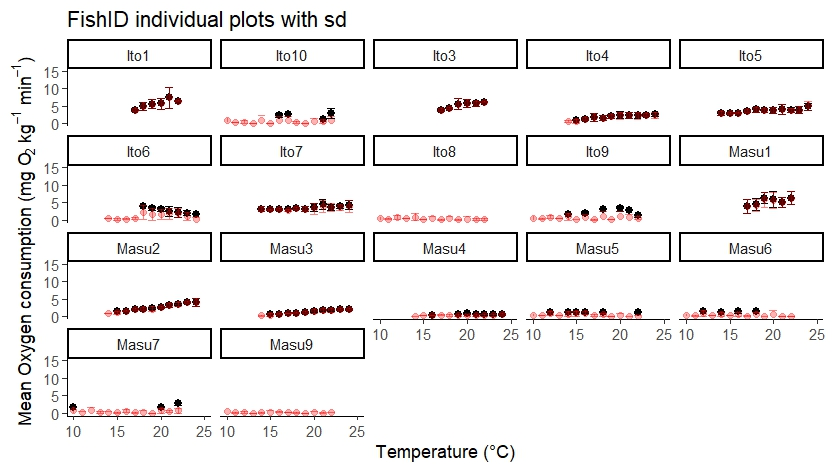 FishID individual plots with sd
Mean Oxygen consumption (mg O₂ kg⁻¹ min⁻¹)
Ito1 Ito10 Ito3 Ito4 Ito5
15
10
5
0
Ito6 Ito7 Ito8 Ito9 Masu1
15
10
5
0
Masu2 Masu3 Masu4 Masu5 Masu6
15
10
5
0
10 15 20 25 10 15 20 25 10 15 20 25
Masu7 Masu9
15
10
5
0
10 15 20 25 10 15 20 25
Temperature (°C)